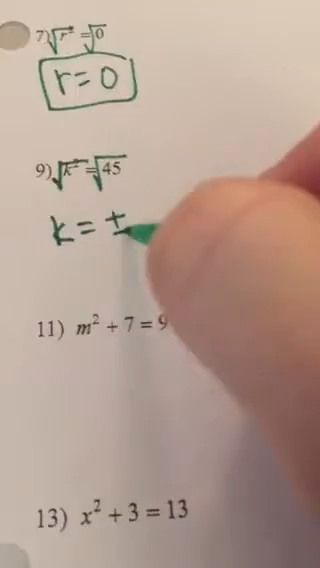 7) √r² = √0
r = 0
9) √k² = √45
k = ±
11) m² + 7 = 9
13) x² + 3 = 13